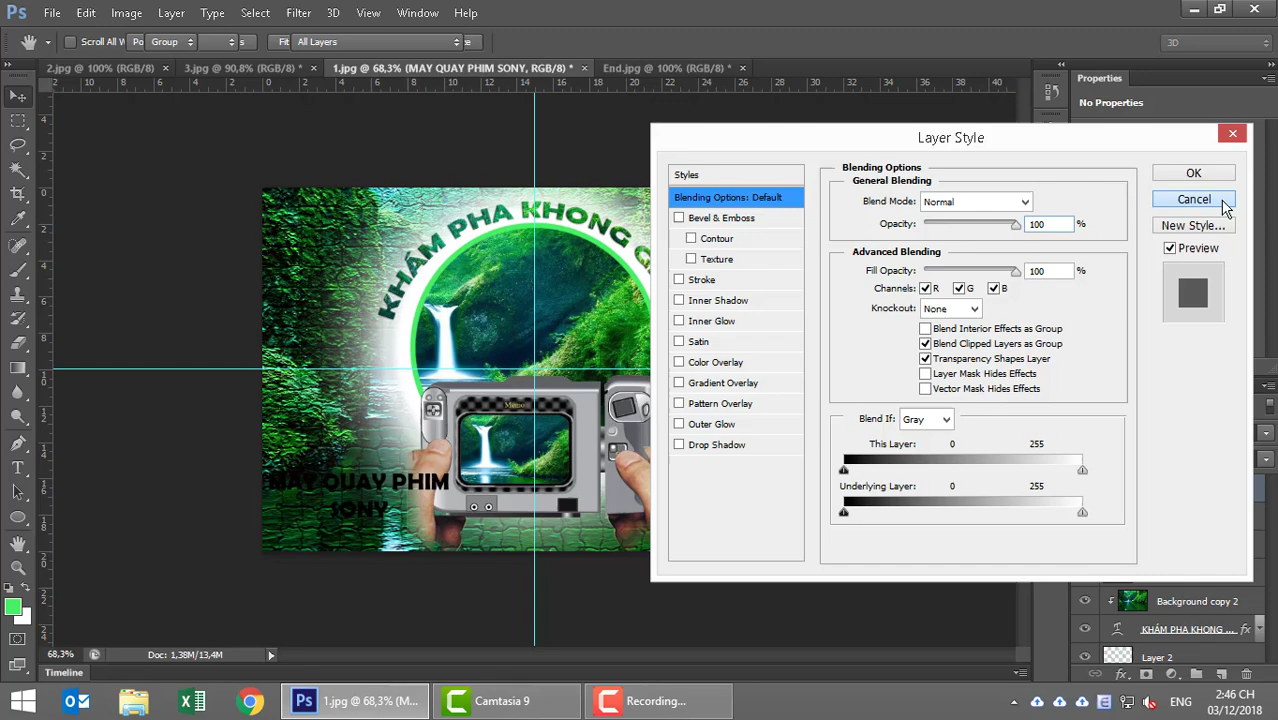 Ps File Edit Image Layer Type Select Filter 3D View Window Help
Scroll All W Po Group s Fit All Layers 3D
2.jpg @ 100% (RGB/8) × 3.jpg @ 90,8% (RGB/8) * × 1.jpg @ 68,3% (MAY QUAY PHIM SONY, RGB/8) * × End.jpg @ 100% (RGB/8) * ×
Properties
No Properties
KHÁM PHA KHONG
Memo
MAY QUAY PHIM
SONY
Layer Style
Styles
Blending Options: Default
Bevel & Emboss
Contour
Texture
Stroke
Inner Shadow
Inner Glow
Satin
Color Overlay
Gradient Overlay
Pattern Overlay
Outer Glow
Drop Shadow
Blending Options
General Blending
Blend Mode: Normal
Opacity: 100 %
Advanced Blending
Fill Opacity: 100 %
Channels: R G B
Knockout: None
Blend Interior Effects as Group
Blend Clipped Layers as Group
Transparency Shapes Layer
Layer Mask Hides Effects
Vector Mask Hides Effects
Blend If: Gray
This Layer: 0 255
Underlying Layer: 0 255
OK
Cancel
New Style...
Preview
Background copy 2
KHÁM PHA KHONG ... fx
Layer 2
68,3% Doc: 1,38M/13,4M
Timeline
1.jpg @ 68,3% (M... Camtasia 9 Recording...
ENG
2:46 CH
03/12/2018